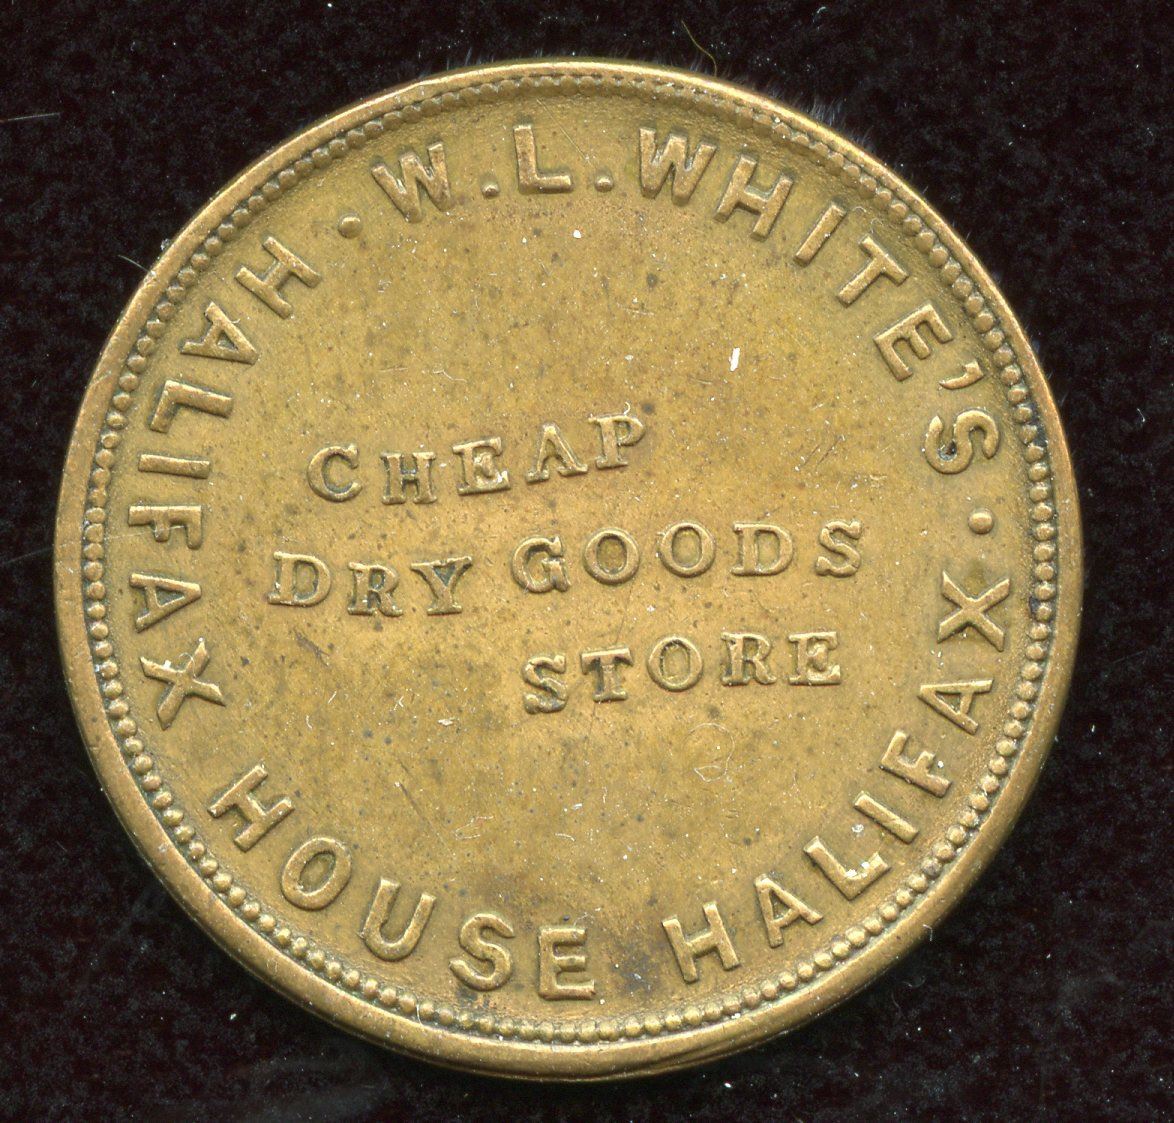 · W. L. WHITE'S · HALIFAX HOUSE HALIFAX
CHEAP
DRY GOODS
STORE